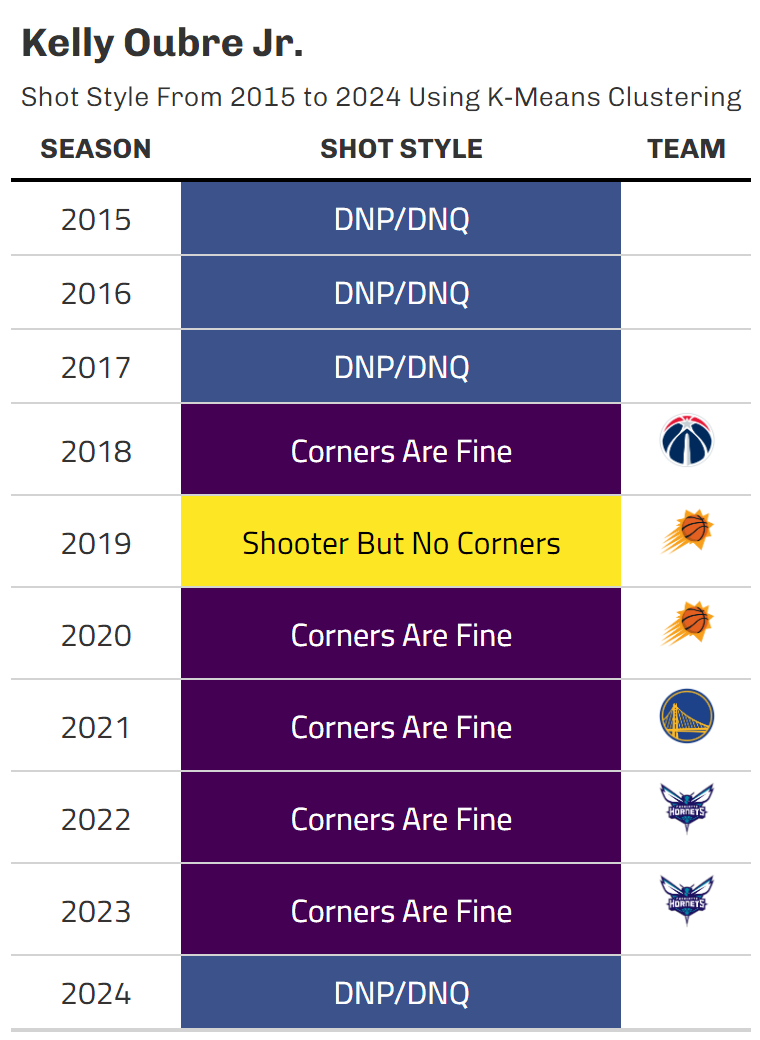 Kelly Oubre Jr.
Shot Style From 2015 to 2024 Using K-Means Clustering
SEASON SHOT STYLE TEAM
2015 DNP/DNQ
2016 DNP/DNQ
2017 DNP/DNQ
2018 Corners Are Fine
2019 Shooter But No Corners
2020 Corners Are Fine
2021 Corners Are Fine
2022 Corners Are Fine HORNETS
2023 Corners Are Fine HORNETS
2024 DNP/DNQ